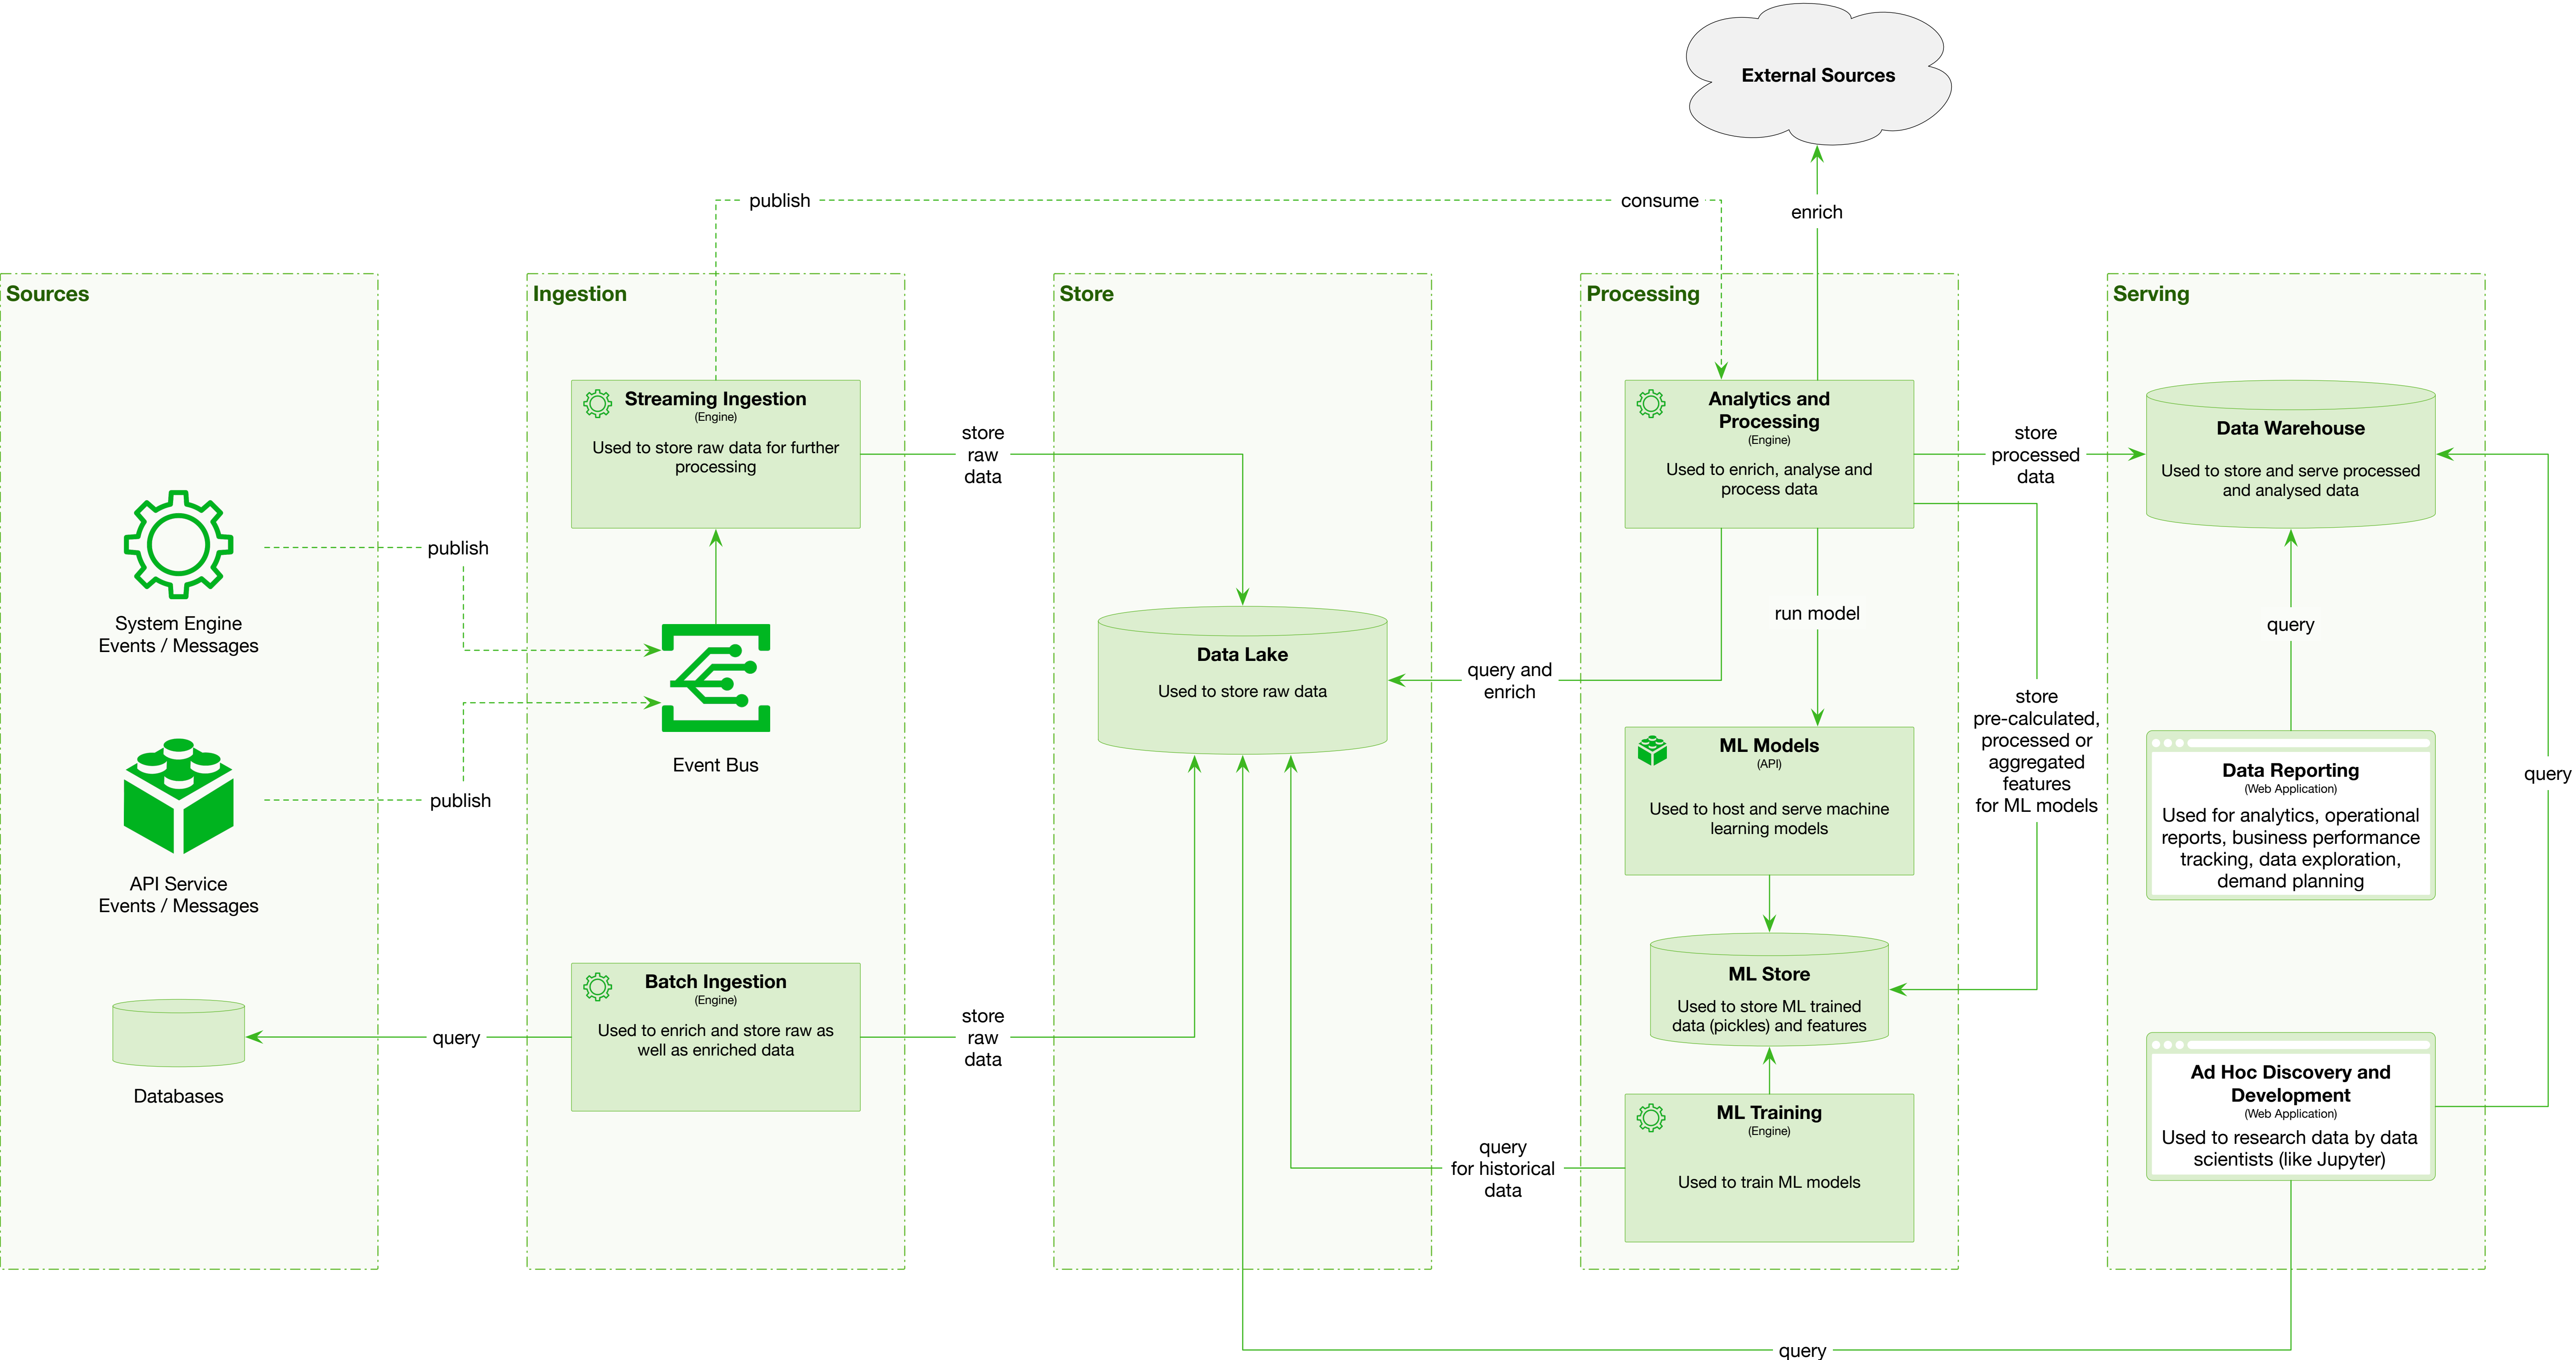 External Sources
publish
consume
enrich
Sources
System Engine
Events / Messages
API Service
Events / Messages
Databases
publish
publish
query
Ingestion
Streaming Ingestion
(Engine)
Used to store raw data for further
processing
Event Bus
Batch Ingestion
(Engine)
Used to enrich and store raw as
well as enriched data
store
raw
data
store
raw
data
Store
Data Lake
Used to store raw data
query and
enrich
query
for historical
data
Processing
Analytics and
Processing
(Engine)
Used to enrich, analyse and
process data
run model
ML Models
(API)
Used to host and serve machine
learning models
ML Store
Used to store ML trained
data (pickles) and features
ML Training
(Engine)
Used to train ML models
store
processed
data
store
pre-calculated,
processed or
aggregated
features
for ML models
Serving
Data Warehouse
Used to store and serve processed
and analysed data
query
Data Reporting
(Web Application)
Used for analytics, operational
reports, business performance
tracking, data exploration,
demand planning
Ad Hoc Discovery and
Development
(Web Application)
Used to research data by data
scientists (like Jupyter)
query
query